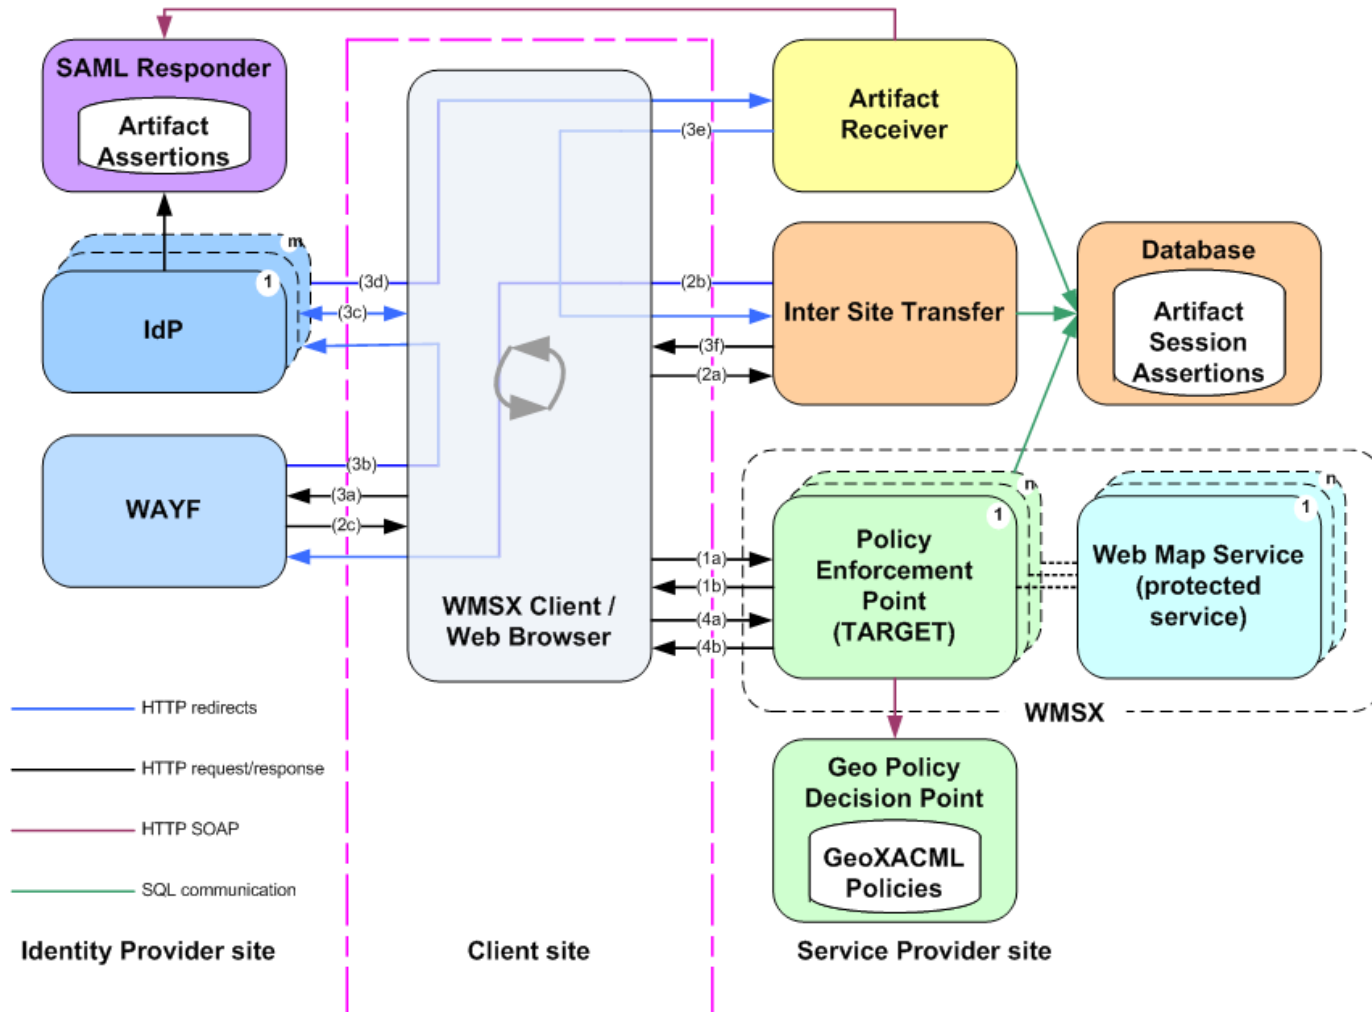 SAML Responder
Artifact
Assertions
Artifact
Receiver
(3e)
m
1
IdP
(3d)
(3c)
(2b)
Inter Site Transfer
(3f)
(2a)
Database
Artifact
Session
Assertions
WAYF
(3b)
(3a)
(2c)
WMSX Client /
Web Browser
(1a)
(1b)
(4a)
(4b)
n
1
Policy
Enforcement
Point
(TARGET)
n
1
Web Map Service
(protected
service)
WMSX
HTTP redirects
HTTP request/response
HTTP SOAP
SQL communication
Geo Policy
Decision Point
GeoXACML
Policies
Identity Provider site
Client site
Service Provider site